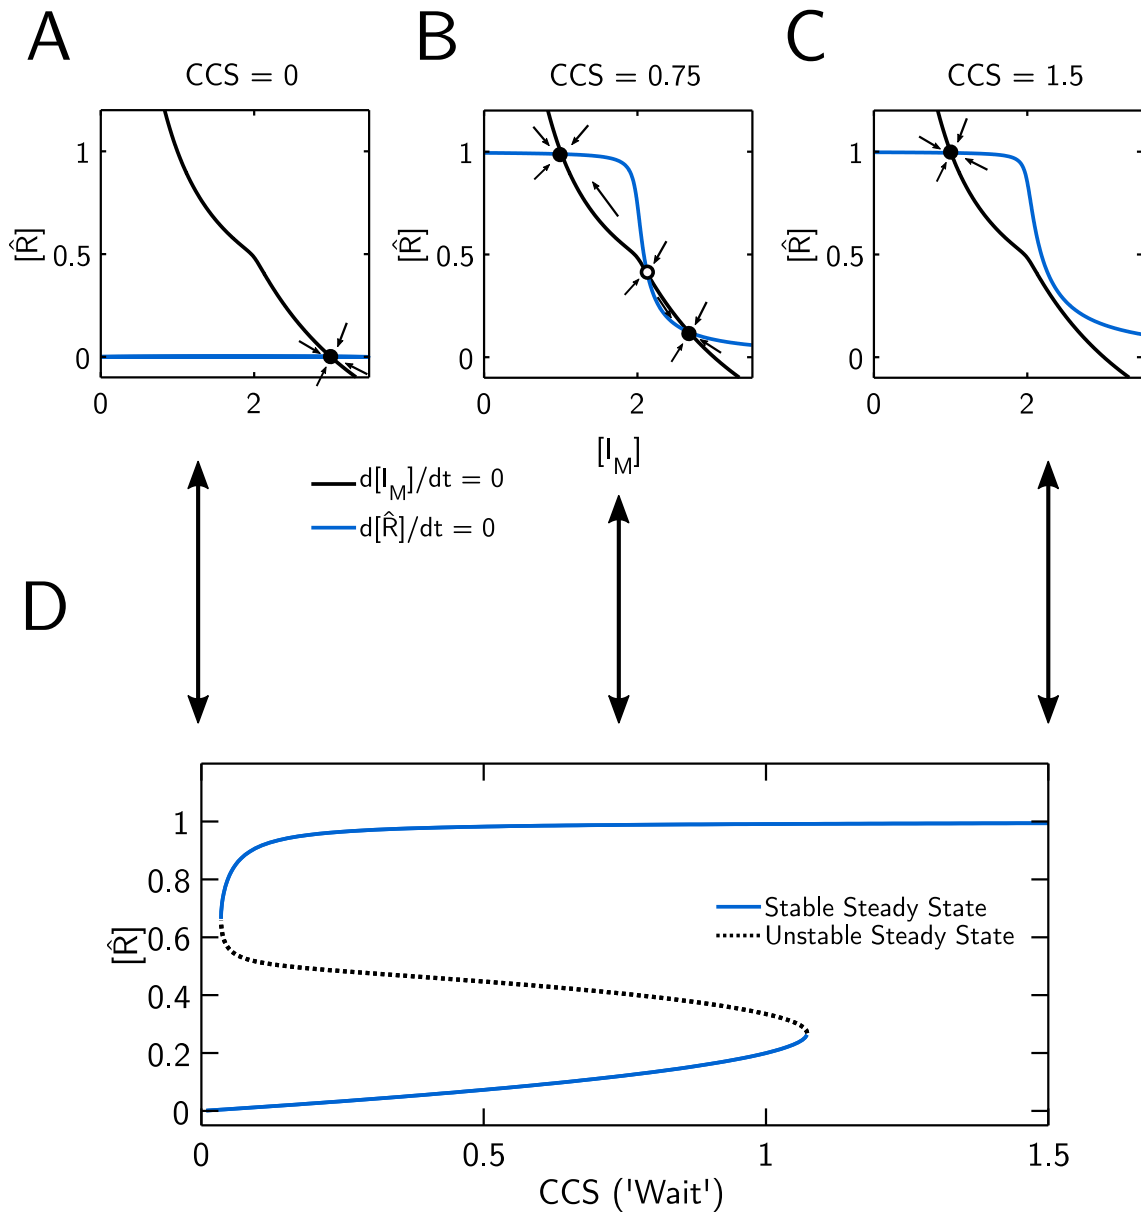 A
B
C
CCS = 0
CCS = 0.75
CCS = 1.5
[R̂]
1
0.5
0
0
2
[R̂]
1
0.5
0
0
2
[R̂]
1
0.5
0
0
2
[I_M]
d[I_M]/dt = 0
d[R̂]/dt = 0
D
[R̂]
1
0.8
0.6
0.4
0.2
0
Stable Steady State
Unstable Steady State
0
0.5
1
1.5
CCS ('Wait')